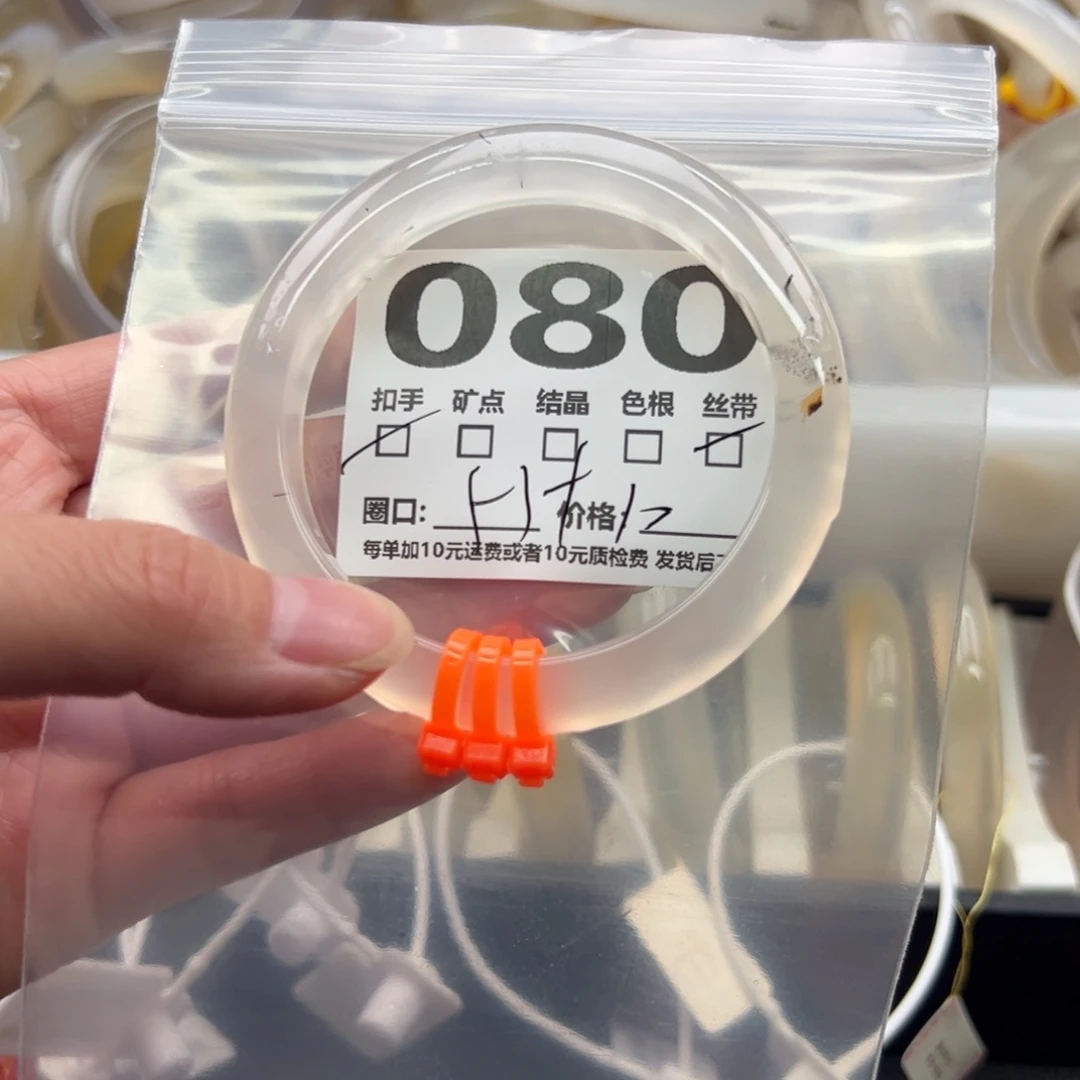 080
扣手 矿点 结晶 色根 丝带
圈口: 价格
每单加10元运费或者10元质检费 发货后